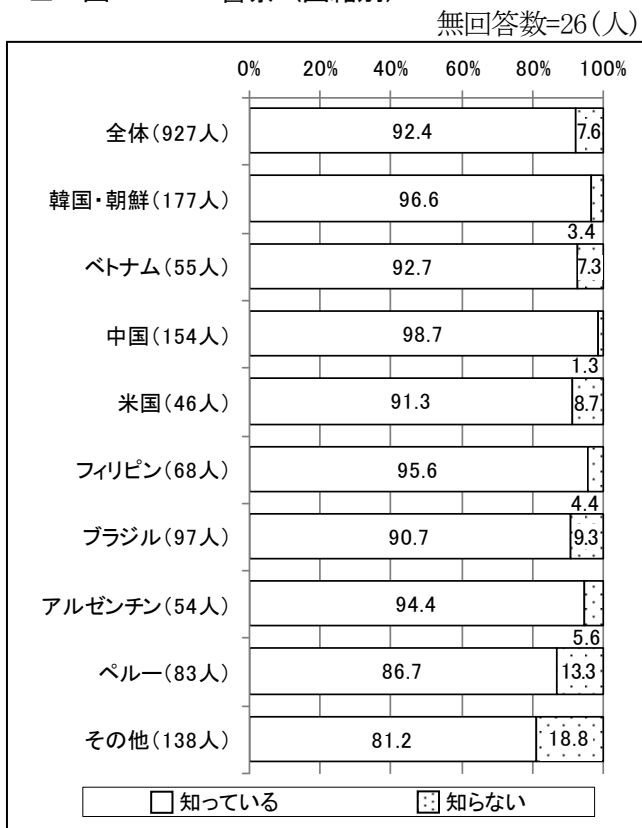 無回答数=26(人)
0% 20% 40% 60% 80% 100%
全体(927人) 92.4 7.6
韓国・朝鮮(177人) 96.6 3.4
ベトナム(55人) 92.7 7.3
中国(154人) 98.7 1.3
米国(46人) 91.3 8.7
フィリピン(68人) 95.6 4.4
ブラジル(97人) 90.7 9.3
アルゼンチン(54人) 94.4 5.6
ペルー(83人) 86.7 13.3
その他(138人) 81.2 18.8
知っている 知らない